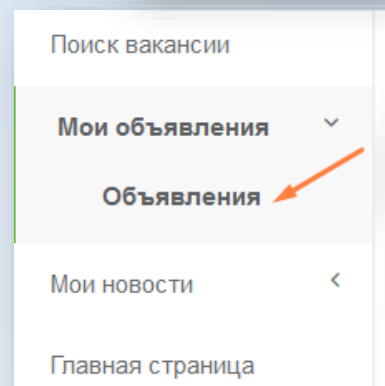 Поиск вакансии
Мои объявления
Объявления
Мои новости
Главная страница